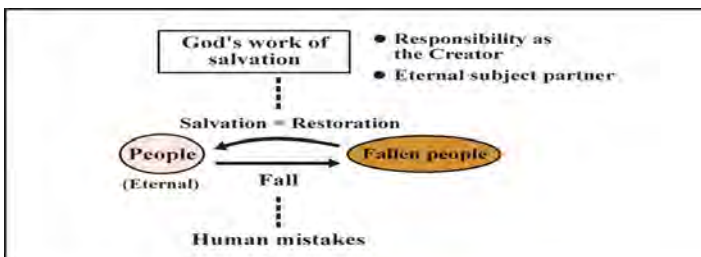 God's work of
salvation
● Responsibility as
the Creator
● Eternal subject partner
Salvation = Restoration
People
Fallen people
(Eternal)
Fall
Human mistakes